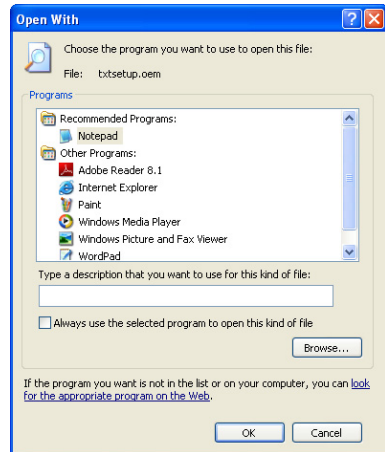 Open With
Choose the program you want to use to open this file:
File: txtsetup.oem
Programs
Recommended Programs:
Notepad
Other Programs:
Adobe Reader 8.1
Internet Explorer
Paint
Windows Media Player
Windows Picture and Fax Viewer
WordPad
Type a description that you want to use for this kind of file:
Always use the selected program to open this kind of file
Browse...
If the program you want is not in the list or on your computer, you can look
for the appropriate program on the Web.
OK Cancel